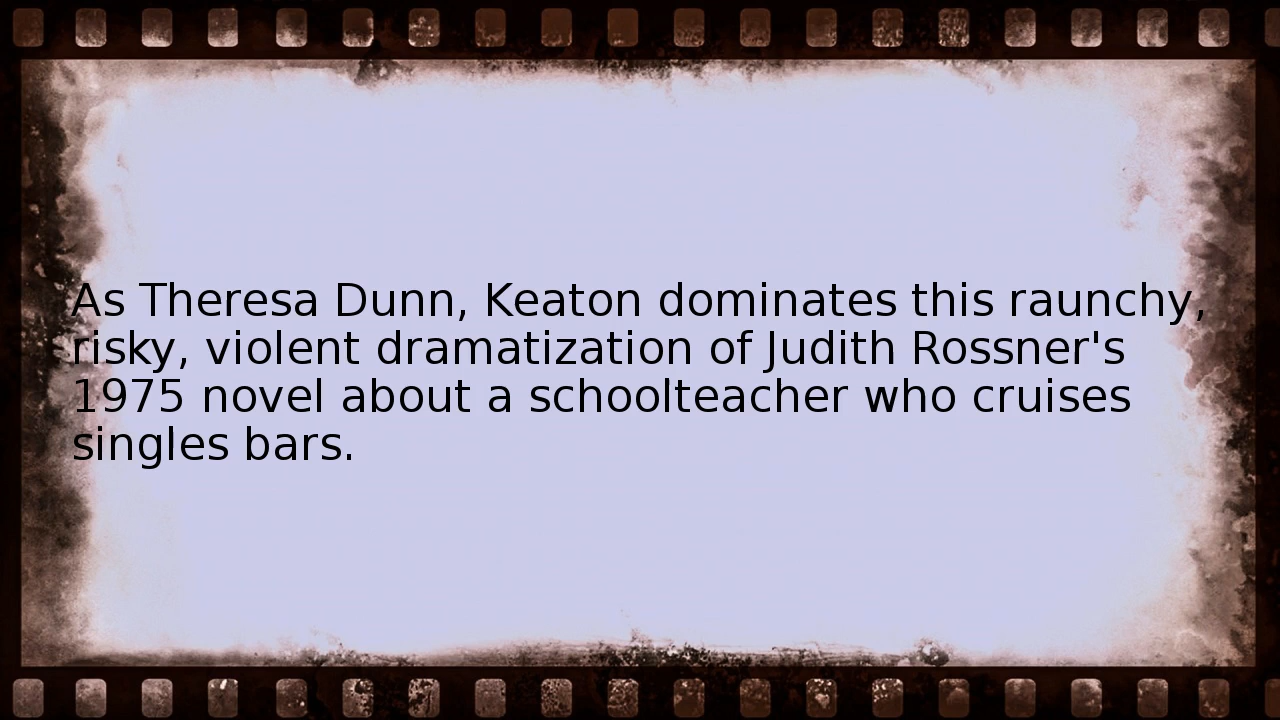 As Theresa Dunn, Keaton dominates this raunchy,
risky, violent dramatization of Judith Rossner's
1975 novel about a schoolteacher who cruises
singles bars.